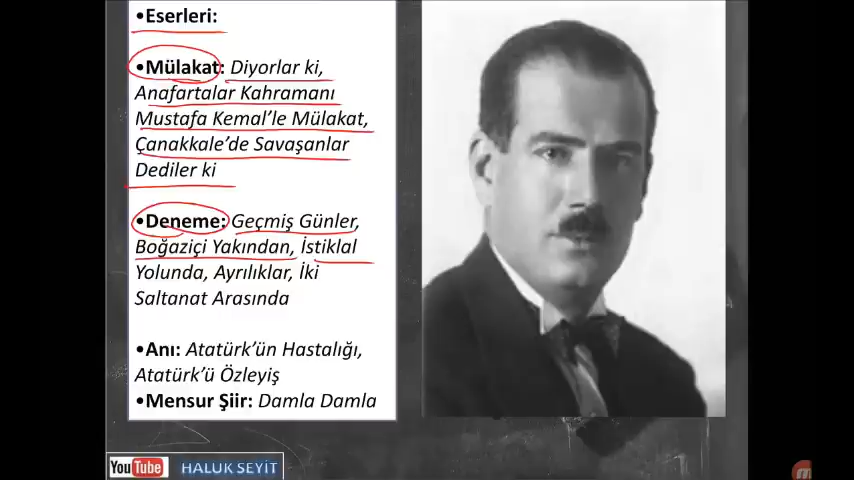 •Eserleri:
•Mülakat: Diyorlar ki,
Anafartalar Kahramanı
Mustafa Kemal’le Mülakat,
Çanakkale’de Savaşanlar
Dediler ki
•Deneme: Geçmiş Günler,
Boğaziçi Yakından, İstiklal
Yolunda, Ayrılıklar, İki
Saltanat Arasında
•Anı: Atatürk’ün Hastalığı,
Atatürk’ü Özleyiş
•Mensur Şiir: Damla Damla
YouTube HALUK SEYİT